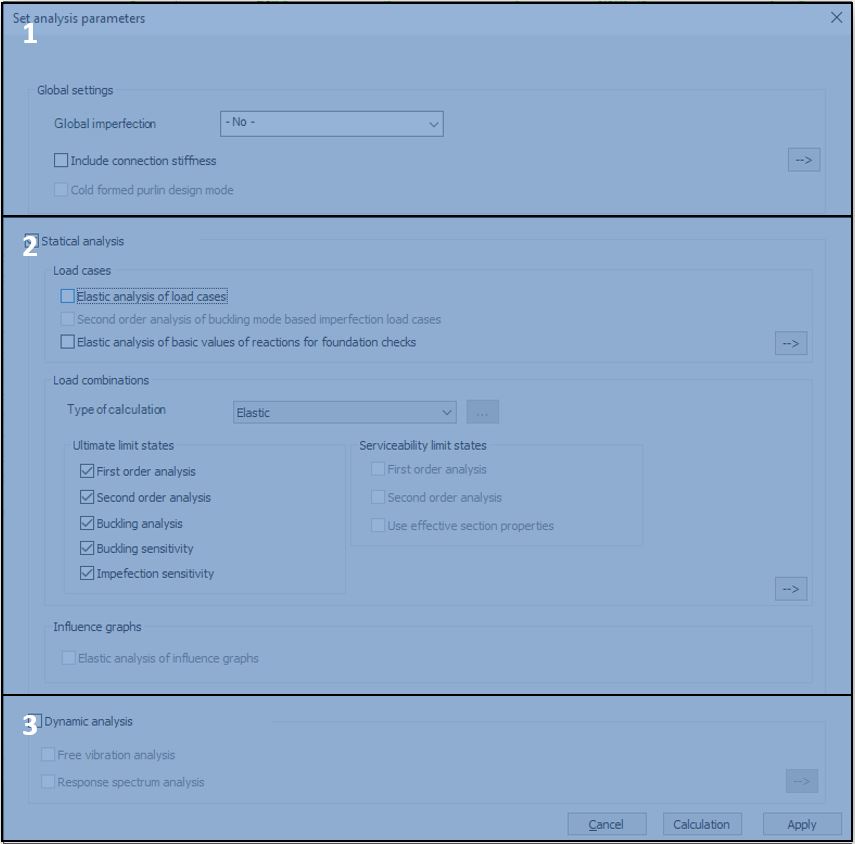 Set analysis parameters
1
Global settings
Global imperfection - No -
Include connection stiffness -->
Cold formed purlin design mode
2 Statical analysis
Load cases
Elastic analysis of load cases
Second order analysis of buckling mode based imperfection load cases
Elastic analysis of basic values of reactions for foundation checks -->
Load combinations
Type of calculation Elastic ...
Ultimate limit states
First order analysis
Second order analysis
Buckling analysis
Buckling sensitivity
Impefection sensitivity
Serviceability limit states
First order analysis
Second order analysis
Use effective section properties
-->
Influence graphs
Elastic analysis of influence graphs
3 Dynamic analysis
Free vibration analysis
Response spectrum analysis -->
Cancel Calculation Apply